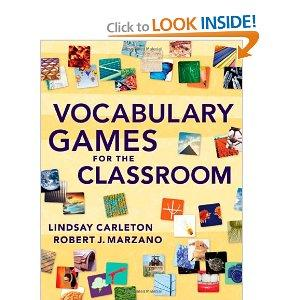 Click to
LOOK INSIDE!
VOCABULARY
GAMES
FOR THE
CLASSROOM
LINDSAY CARLETON
ROBERT J. MARZANO